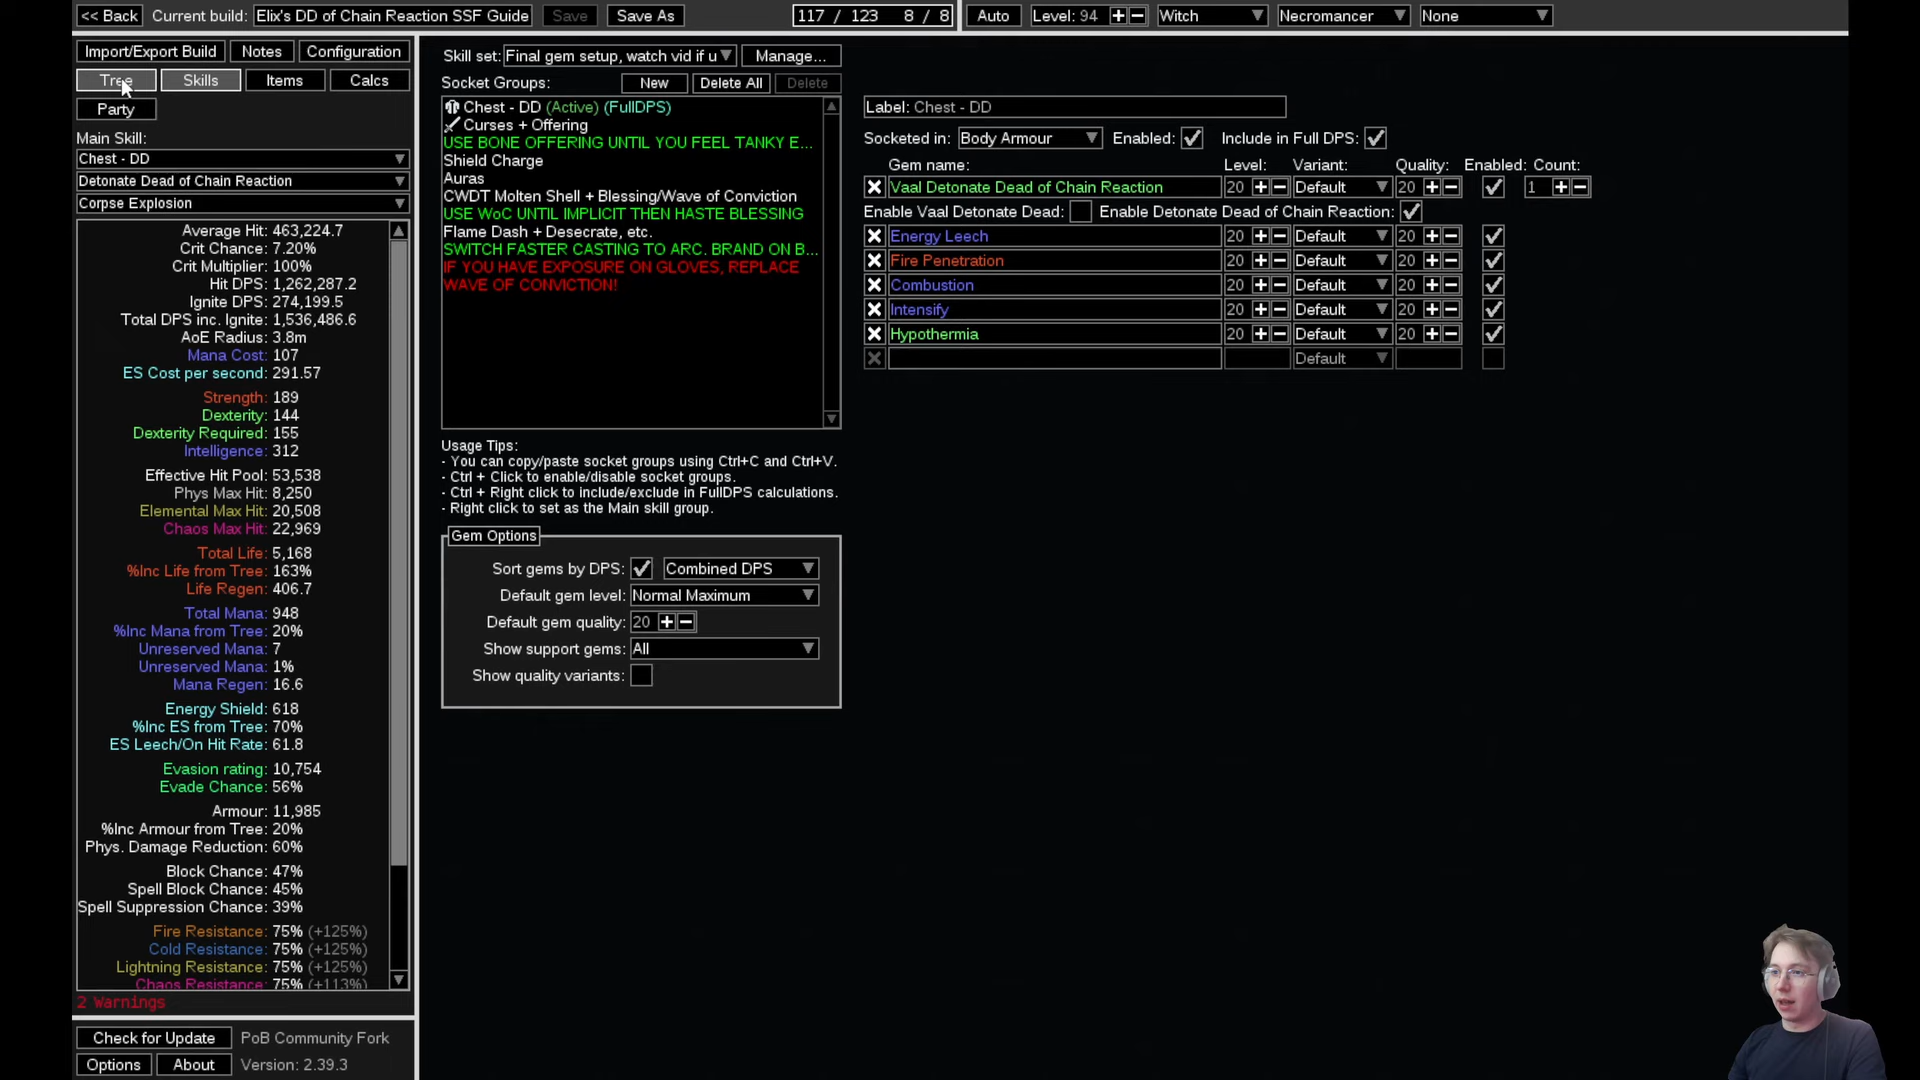 << Back Current build: Elix's DD of Chain Reaction SSF Guide Save Save As 117 / 123 8 / 8 Auto Level: 94 + - Witch Necromancer None
Import/Export Build Notes Configuration
Tree Skills Items Calcs
Party
Main Skill:
Chest - DD
Detonate Dead of Chain Reaction
Corpse Explosion
Average Hit: 463,224.7
Crit Chance: 7.20%
Crit Multiplier: 100%
Hit DPS: 1,262,287.2
Ignite DPS: 274,199.5
Total DPS inc. Ignite: 1,536,486.6
AoE Radius: 3.8m
Mana Cost: 107
ES Cost per second: 291.57
Strength: 189
Dexterity: 144
Dexterity Required: 155
Intelligence: 312
Effective Hit Pool: 53,538
Phys Max Hit: 8,250
Elemental Max Hit: 20,508
Chaos Max Hit: 22,969
Total Life: 5,168
%Inc Life from Tree: 163%
Life Regen: 406.7
Total Mana: 948
%Inc Mana from Tree: 20%
Unreserved Mana: 7
Unreserved Mana: 1%
Mana Regen: 16.6
Energy Shield: 618
%Inc ES from Tree: 70%
ES Leech/On Hit Rate: 61.8
Evasion rating: 10,754
Evade Chance: 56%
Armour: 11,985
%Inc Armour from Tree: 20%
Phys. Damage Reduction: 60%
Block Chance: 47%
Spell Block Chance: 45%
Spell Suppression Chance: 39%
Fire Resistance: 75% (+125%)
Cold Resistance: 75% (+125%)
Lightning Resistance: 75% (+125%)
Chaos Resistance: 75% (+113%)
2 Warnings
Check for Update PoB Community Fork
Options About Version: 2.39.3
Skill set: Final gem setup, watch vid if u Manage...
Socket Groups: New Delete All Delete
Chest - DD (Active) (FullDPS)
Curses + Offering
USE BONE OFFERING UNTIL YOU FEEL TANKY E...
Shield Charge
Auras
CWDT Molten Shell + Blessing/Wave of Conviction
USE WoC UNTIL IMPLICIT THEN HASTE BLESSING
Flame Dash + Desecrate, etc.
SWITCH FASTER CASTING TO ARC. BRAND ON B...
IF YOU HAVE EXPOSURE ON GLOVES, REPLACE
WAVE OF CONVICTION!
Usage Tips:
- You can copy/paste socket groups using Ctrl+C and Ctrl+V.
- Ctrl + Click to enable/disable socket groups.
- Ctrl + Right click to include/exclude in FullDPS calculations.
- Right click to set as the Main skill group.
Gem Options
Sort gems by DPS: Combined DPS
Default gem level: Normal Maximum
Default gem quality: 20 + -
Show support gems: All
Show quality variants:
Label: Chest - DD
Socketed in: Body Armour Enabled: Include in Full DPS:
Gem name: Level: Variant: Quality: Enabled: Count:
Vaal Detonate Dead of Chain Reaction 20 + - Default 20 + - 1 + -
Enable Vaal Detonate Dead: Enable Detonate Dead of Chain Reaction:
Energy Leech 20 + - Default 20 + -
Fire Penetration 20 + - Default 20 + -
Combustion 20 + - Default 20 + -
Intensify 20 + - Default 20 + -
Hypothermia 20 + - Default 20 + -
Default